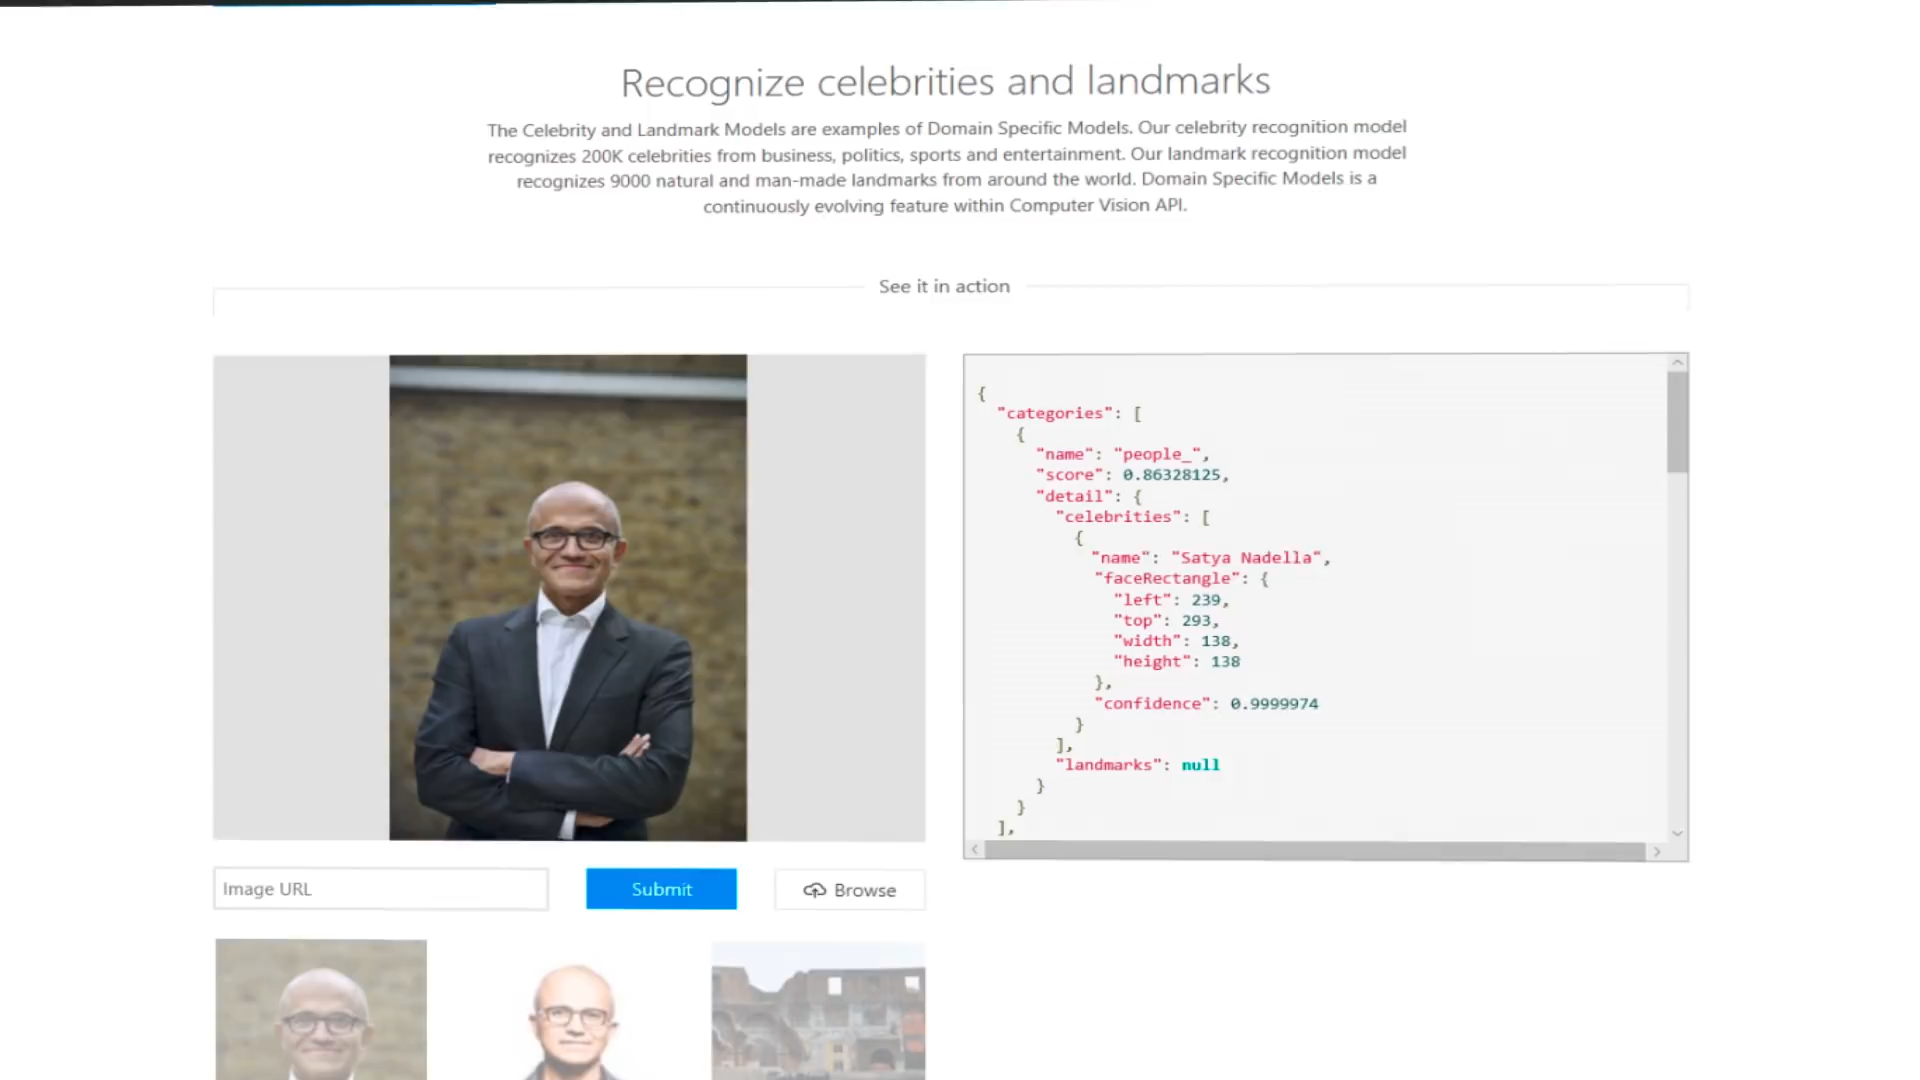 Recognize celebrities and landmarks
The Celebrity and Landmark Models are examples of Domain Specific Models. Our celebrity recognition model
recognizes 200K celebrities from business, politics, sports and entertainment. Our landmark recognition model
recognizes 9000 natural and man-made landmarks from around the world. Domain Specific Models is a
continuously evolving feature within Computer Vision API.
See it in action
{
"categories": [
{
"name": "people_",
"score": 0.86328125,
"detail": {
"celebrities": [
{
"name": "Satya Nadella",
"faceRectangle": {
"left": 239,
"top": 293,
"width": 138,
"height": 138
},
"confidence": 0.9999974
}
],
"landmarks": null
}
}
],
Image URL
Submit
Browse